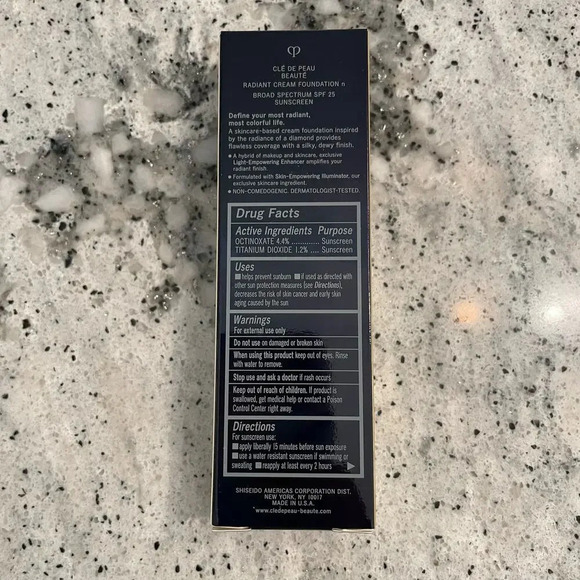 CLÉ DE PEAU
BEAUTÉ
RADIANT CREAM FOUNDATION n
BROAD SPECTRUM SPF 25
SUNSCREEN
Define your most radiant,
most colorful life.
A skincare-based cream foundation inspired
by the radiance of a diamond provides
flawless coverage with a silky, dewy finish.
• A hybrid of makeup and skincare, exclusive
Light-Empowering Enhancer amplifies your
radiant finish.
• Formulated with Skin-Empowering Illuminator, our
exclusive skincare ingredient.
• NON-COMEDOGENIC. DERMATOLOGIST-TESTED.
Drug Facts
Active Ingredients Purpose
OCTINOXATE 4.4% ............. Sunscreen
TITANIUM DIOXIDE 1.2% .... Sunscreen
Uses
■ helps prevent sunburn ■ if used as directed with
other sun protection measures (see Directions),
decreases the risk of skin cancer and early skin
aging caused by the sun
Warnings
For external use only
Do not use on damaged or broken skin
When using this product keep out of eyes. Rinse
with water to remove.
Stop use and ask a doctor if rash occurs
Keep out of reach of children. If product is
swallowed, get medical help or contact a Poison
Control Center right away.
Directions
For sunscreen use:
■ apply liberally 15 minutes before sun exposure
■ use a water resistant sunscreen if swimming or
sweating ■ reapply at least every 2 hours
SHISEIDO AMERICAS CORPORATION DIST.
NEW YORK, NY 10017
MADE IN U.S.A.
www.cledepeau-beaute.com